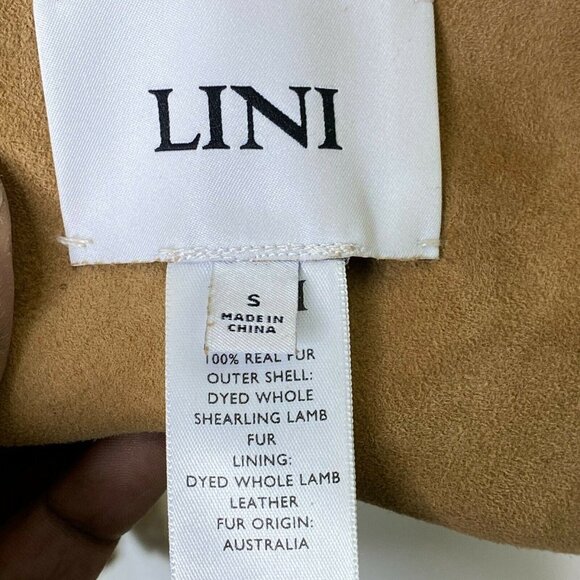 LINI
S
MADE IN
CHINA
100% REAL FUR
OUTER SHELL:
DYED WHOLE
SHEARLING LAMB
FUR
LINING:
DYED WHOLE LAMB
LEATHER
FUR ORIGIN:
AUSTRALIA